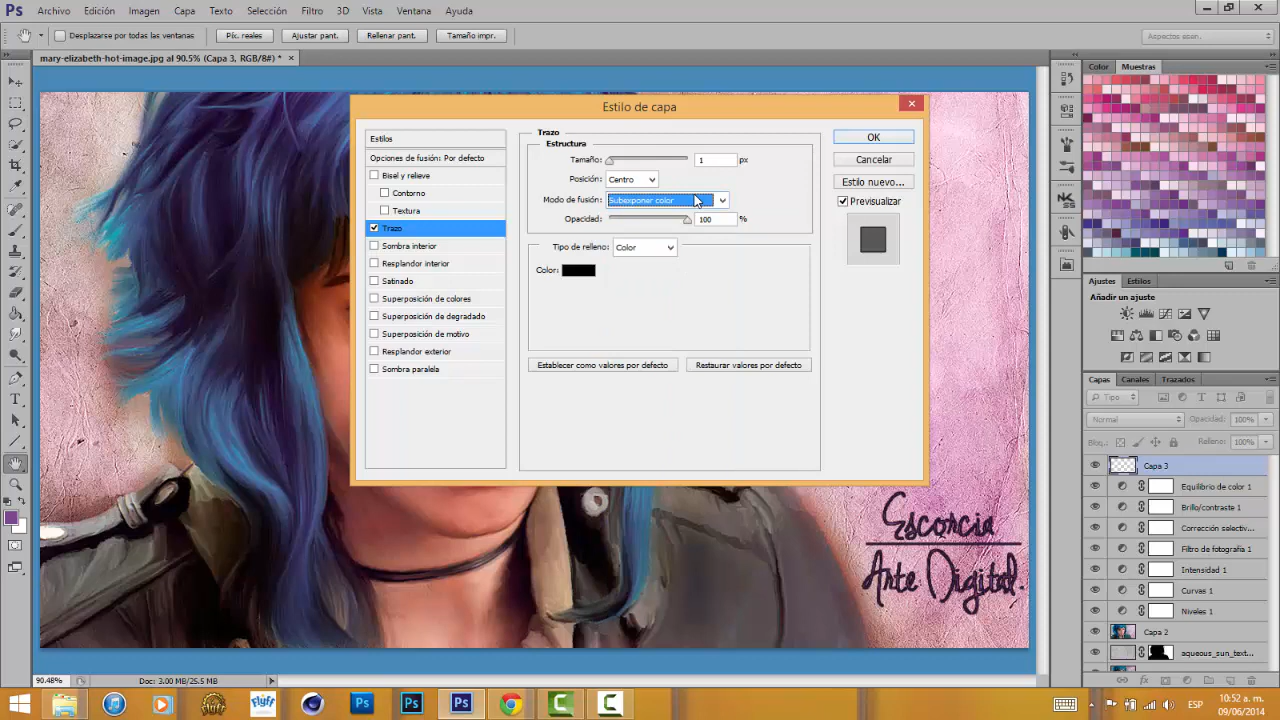 Ps Archivo Edición Imagen Capa Texto Selección Filtro 3D Vista Ventana Ayuda
Desplazarse por todas las ventanas Píx. reales Ajustar pant. Rellenar pant. Tamaño impr. Aspectos esen.
mary-elizabeth-hot-image.jpg al 90.5% (Capa 3, RGB/8#) * ×
Estilo de capa
Estilos
Opciones de fusión: Por defecto
Bisel y relieve
Contorno
Textura
Trazo
Sombra interior
Resplandor interior
Satinado
Superposición de colores
Superposición de degradado
Superposición de motivo
Resplandor exterior
Sombra paralela
Trazo
Estructura
Tamaño: 1 px
Posición: Centro
Modo de fusión: Subexponer color
Opacidad: 100 %
Tipo de relleno: Color
Color:
Establecer como valores por defecto Restaurar valores por defecto
OK
Cancelar
Estilo nuevo...
Previsualizar
Color Muestras
Ajustes Estilos
Añadir un ajuste
Capas Canales Trazados
Tipo
Normal Opacidad: 100%
Bloq.: Relleno: 100%
Capa 3
Equilibrio de color 1
Brillo/contraste 1
Corrección selectiv...
Filtro de fotografía 1
Intensidad 1
Curvas 1
Niveles 1
Capa 2
aqueous_sun_text...
Escorcia
Arte Digital.
90.48% Doc: 3.00 MB/25.5 MB
Flyff Ps Ps Ps
ESP
10:52 a. m.
09/06/2014